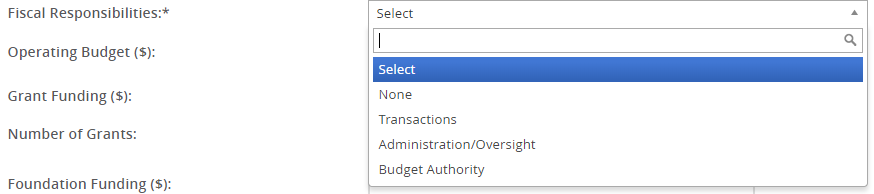 Fiscal Responsibilities:* Select
Operating Budget ($):
Select
Grant Funding ($): None
Transactions
Number of Grants:
Administration/Oversight
Budget Authority
Foundation Funding ($):